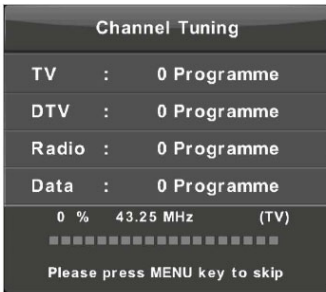 Channel Tuning
TV : 0 Programme
DTV : 0 Programme
Radio : 0 Programme
Data : 0 Programme
0 % 43.25 MHz (TV)
Please press MENU key to skip